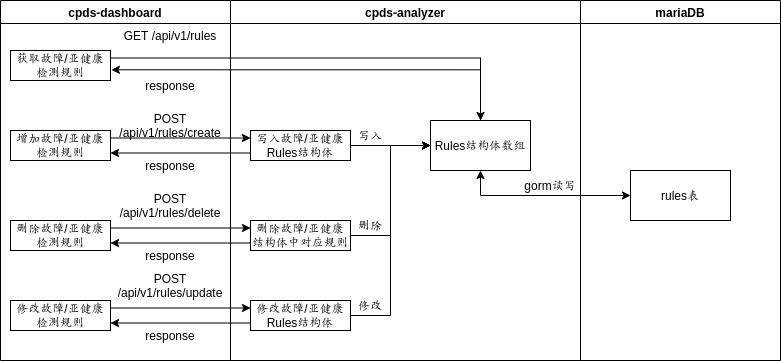 cpds-dashboard
cpds-analyzer
mariaDB
GET /api/v1/rules
获取故障/亚健康
检测规则
response
POST
/api/v1/rules/create
增加故障/亚健康
检测规则
response
写入故障/亚健康
Rules结构体
写入
Rules结构体数组
gorm读写
rules表
POST
/api/v1/rules/delete
删除故障/亚健康
检测规则
response
删除故障/亚健康
结构体中对应规则
删除
POST
/api/v1/rules/update
修改故障/亚健康
检测规则
response
修改故障/亚健康
Rules结构体
修改